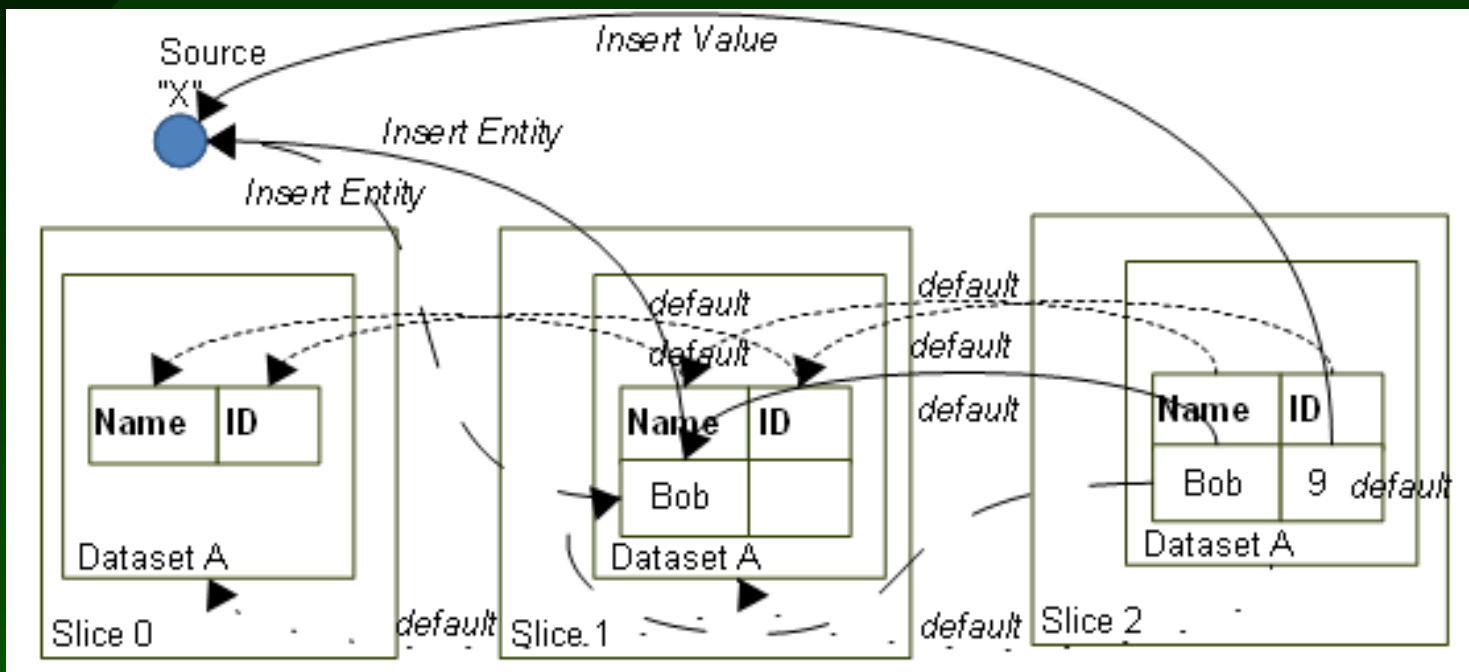 Insert Value
Source
"X"
Insert Entity
Insert Entity
default
default
default
default
default
Name ID
Bob
Dataset A
Slice 0
default
Name ID
Bob 9 default
Dataset A
Slice 1
default
Name ID
Dataset A
Slice 2